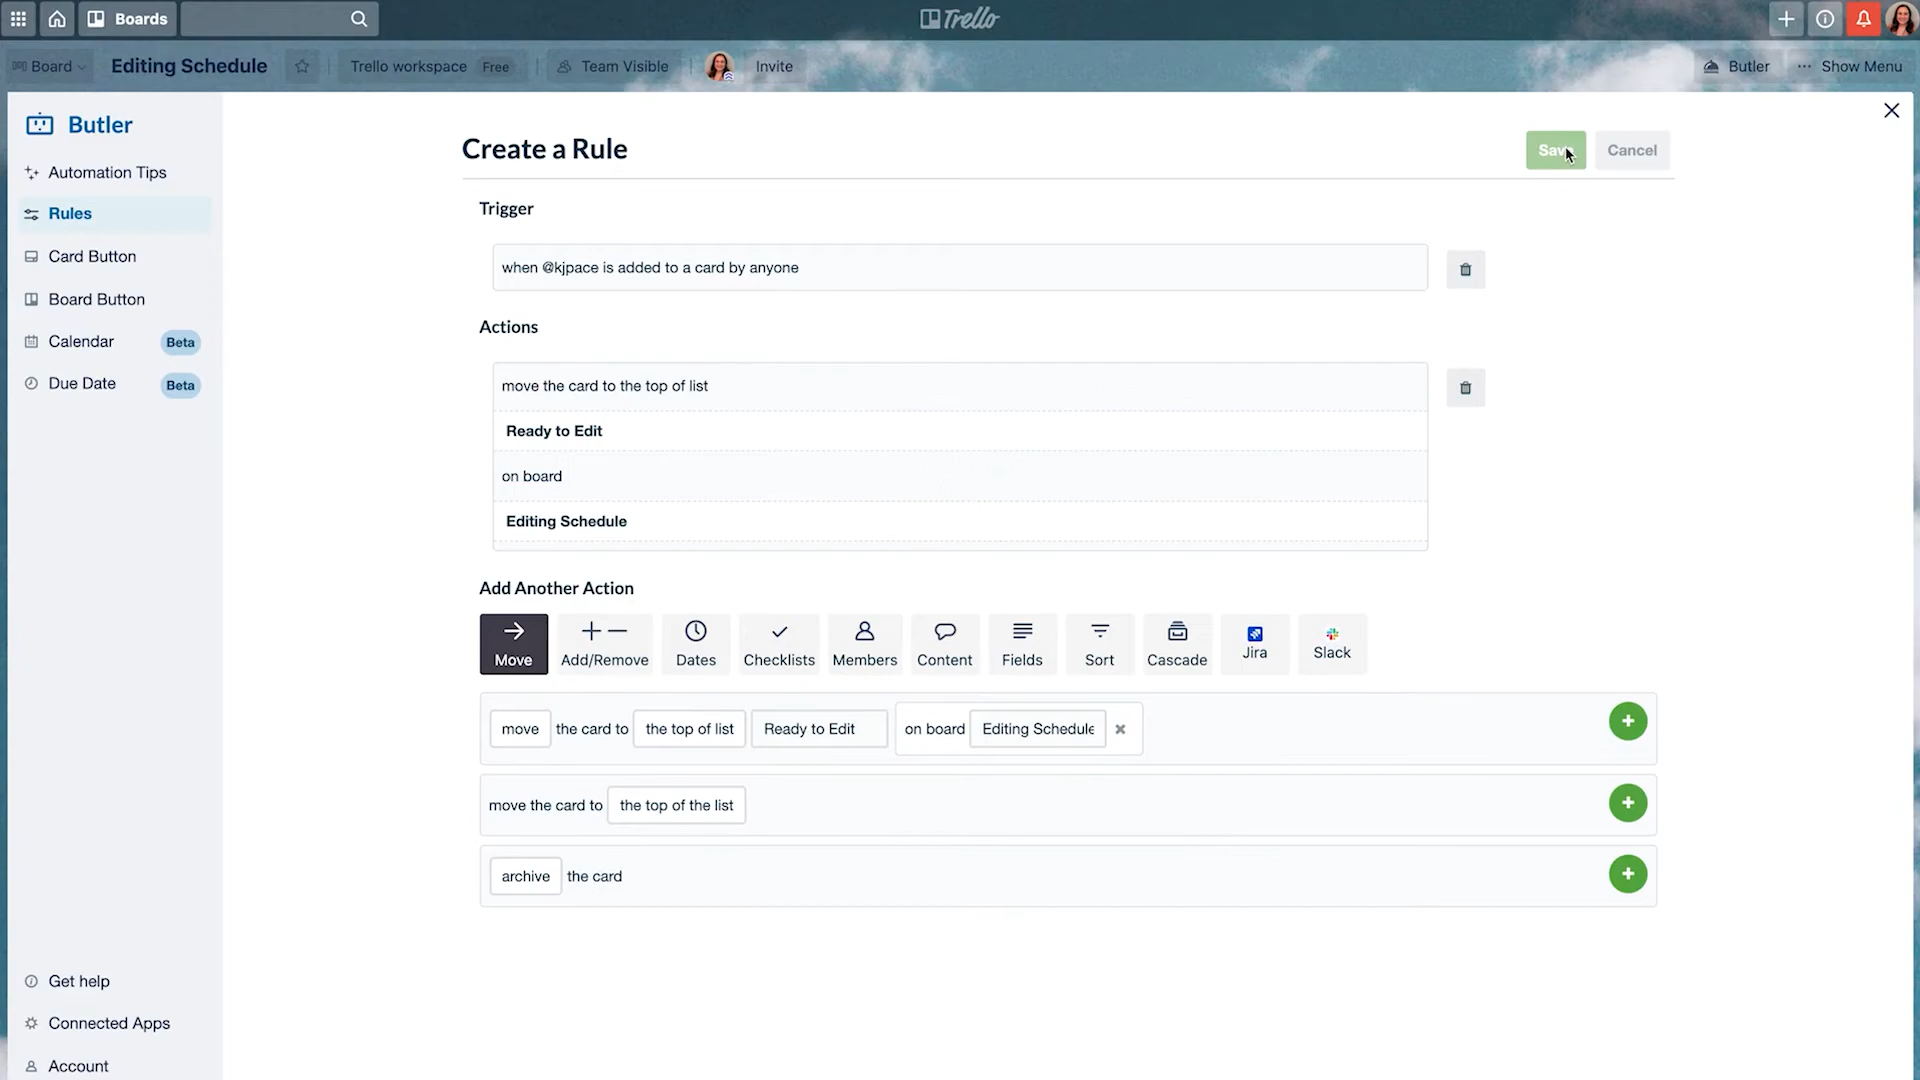 Boards
Trello
Board
Editing Schedule
Trello workspace Free
Team Visible
Invite
Butler
Show Menu
Butler
Automation Tips
Rules
Card Button
Board Button
Calendar Beta
Due Date Beta
Get help
Connected Apps
Account
Create a Rule
Save
Cancel
Trigger
when @kjpace is added to a card by anyone
Actions
move the card to the top of list
Ready to Edit
on board
Editing Schedule
Add Another Action
Move
Add/Remove
Dates
Checklists
Members
Content
Fields
Sort
Cascade
Jira
Slack
move the card to the top of list Ready to Edit on board Editing Schedule
move the card to the top of the list
archive the card